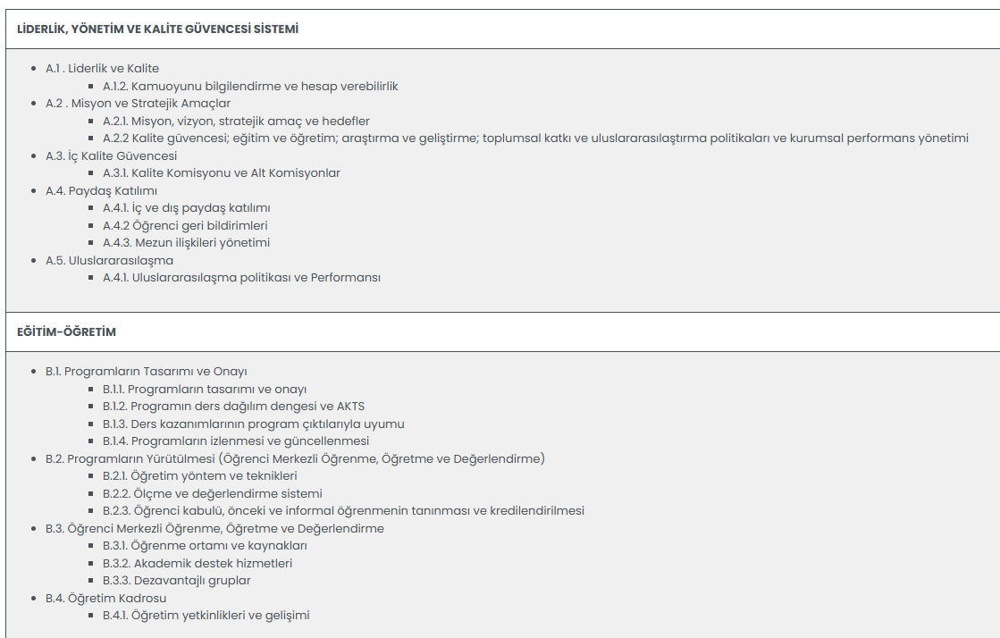 LİDERLİK, YÖNETİM VE KALİTE GÜVENCESİ SİSTEMİ
A.1 . Liderlik ve Kalite
A.1.2. Kamuoyunu bilgilendirme ve hesap verebilirlik
A.2 . Misyon ve Stratejik Amaçlar
A.2.1. Misyon, vizyon, stratejik amaç ve hedefler
A.2.2 Kalite güvencesi; eğitim ve öğretim; araştırma ve geliştirme; toplumsal katkı ve uluslararasılaştırma politikaları ve kurumsal performans yönetimi
A.3. İç Kalite Güvencesi
A.3.1. Kalite Komisyonu ve Alt Komisyonlar
A.4. Paydaş Katılımı
A.4.1. İç ve dış paydaş katılımı
A.4.2 Öğrenci geri bildirimleri
A.4.3. Mezun ilişkileri yönetimi
A.5. Uluslararasılaşma
A.4.1. Uluslararasılaşma politikası ve Performansı
EĞİTİM-ÖĞRETİM
B.1. Programların Tasarımı ve Onayı
B.1.1. Programların tasarımı ve onayı
B.1.2. Programın ders dağılım dengesi ve AKTS
B.1.3. Ders kazanımlarının program çıktılarıyla uyumu
B.1.4. Programların izlenmesi ve güncellenmesi
B.2. Programların Yürütülmesi (Öğrenci Merkezli Öğrenme, Öğretme ve Değerlendirme)
B.2.1. Öğretim yöntem ve teknikleri
B.2.2. Ölçme ve değerlendirme sistemi
B.2.3. Öğrenci kabulü, önceki ve informal öğrenmenin tanınması ve kredilendirilmesi
B.3. Öğrenci Merkezli Öğrenme, Öğretme ve Değerlendirme
B.3.1. Öğrenme ortamı ve kaynakları
B.3.2. Akademik destek hizmetleri
B.3.3. Dezavantajlı gruplar
B.4. Öğretim Kadrosu
B.4.1. Öğretim yetkinlikleri ve gelişimi